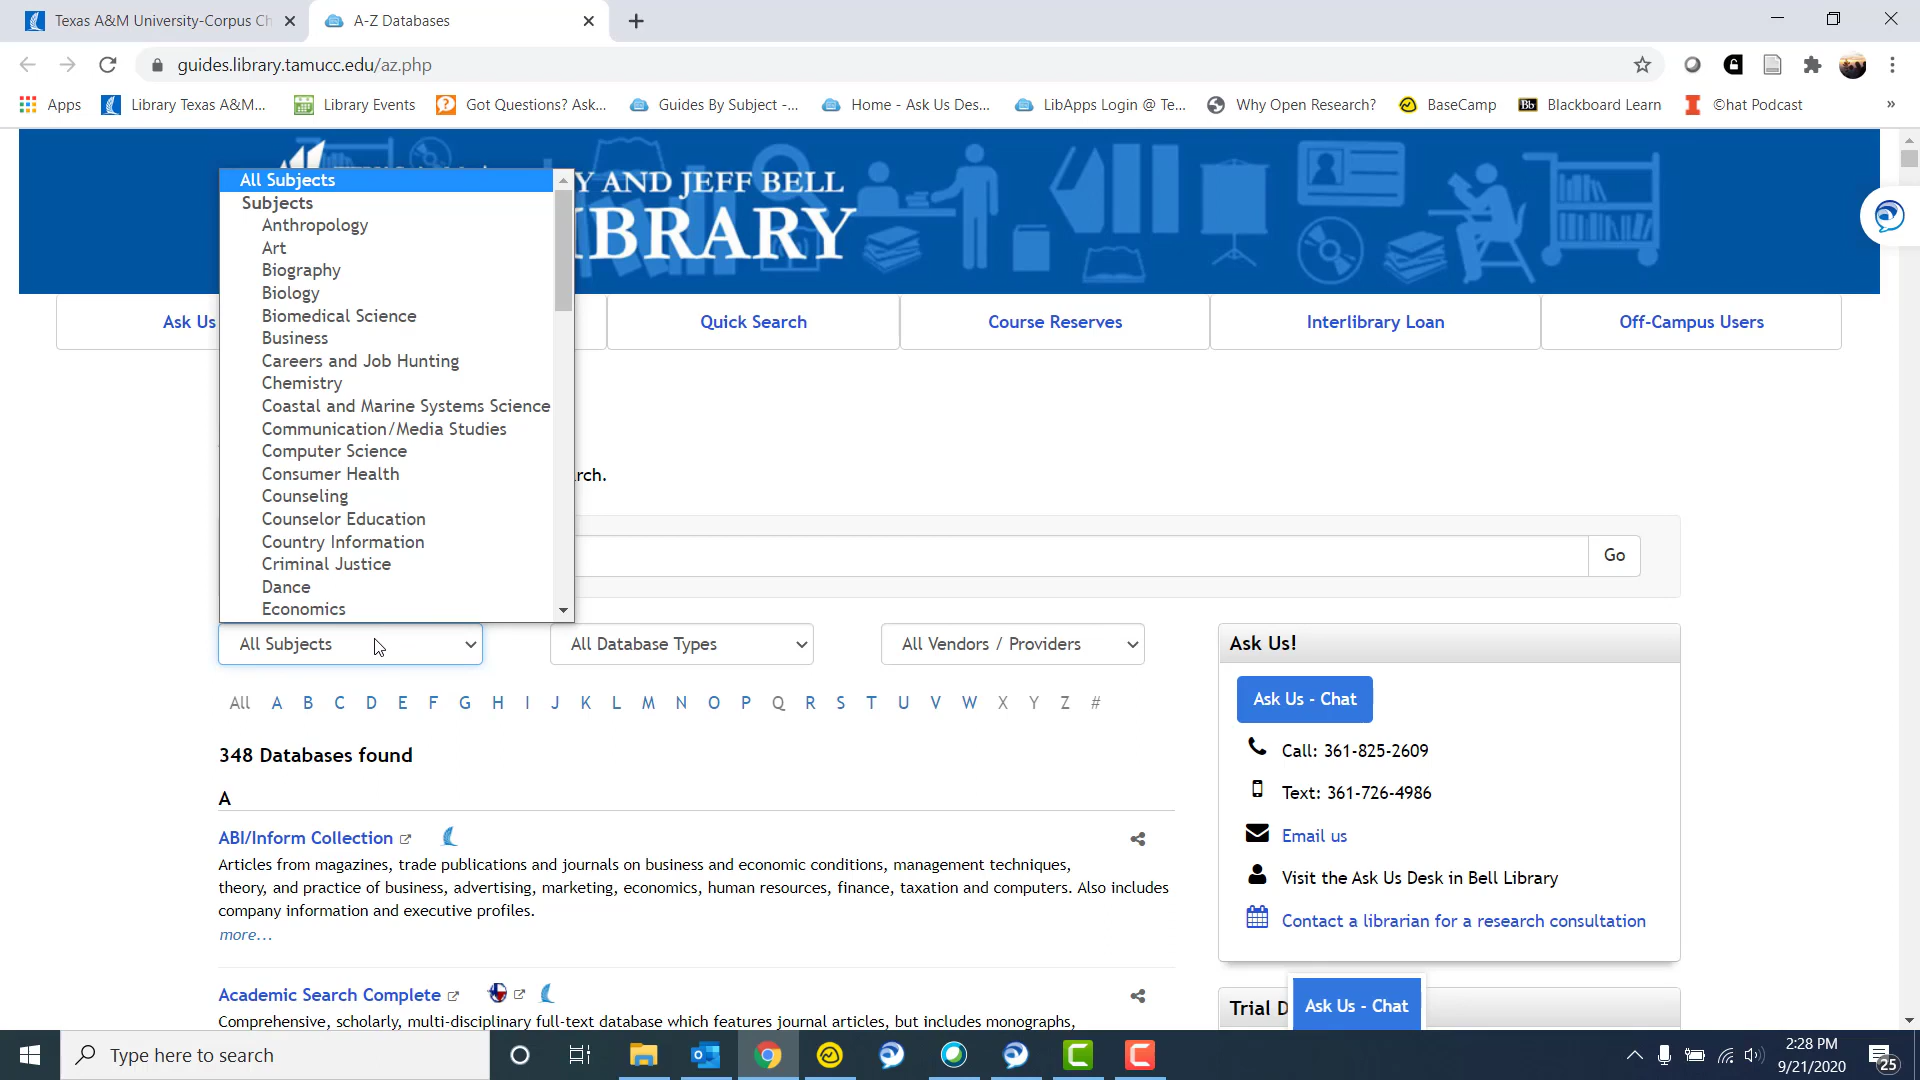 Texas A&M University-Corpus Ch
A-Z Databases
guides.library.tamucc.edu/az.php
Apps
Library Texas A&M...
Library Events
Got Questions? Ask...
Guides By Subject -...
Home - Ask Us Des...
LibApps Login @ Te...
Why Open Research?
BaseCamp
Bb
Blackboard Learn
©hat Podcast
»
Y AND JEFF BELL
IBRARY
Ask Us
Quick Search
Course Reserves
Interlibrary Loan
Off-Campus Users
All Subjects
Subjects
Anthropology
Art
Biography
Biology
Biomedical Science
Business
Careers and Job Hunting
Chemistry
Coastal and Marine Systems Science
Communication/Media Studies
Computer Science
Consumer Health
Counseling
Counselor Education
Country Information
Criminal Justice
Dance
Economics
rch.
Go
All Subjects
All Database Types
All Vendors / Providers
All A B C D E F G H I J K L M N O P Q R S T U V W X Y Z #
348 Databases found
A
ABI/Inform Collection
Articles from magazines, trade publications and journals on business and economic conditions, management techniques,
theory, and practice of business, advertising, marketing, economics, human resources, finance, taxation and computers. Also includes
company information and executive profiles.
more...
Academic Search Complete
Comprehensive, scholarly, multi-disciplinary full-text database which features journal articles, but includes monographs,
Ask Us!
Ask Us - Chat
Call: 361-825-2609
Text: 361-726-4986
Email us
Visit the Ask Us Desk in Bell Library
Contact a librarian for a research consultation
Trial D
Ask Us - Chat
Type here to search
2:28 PM
9/21/2020
25